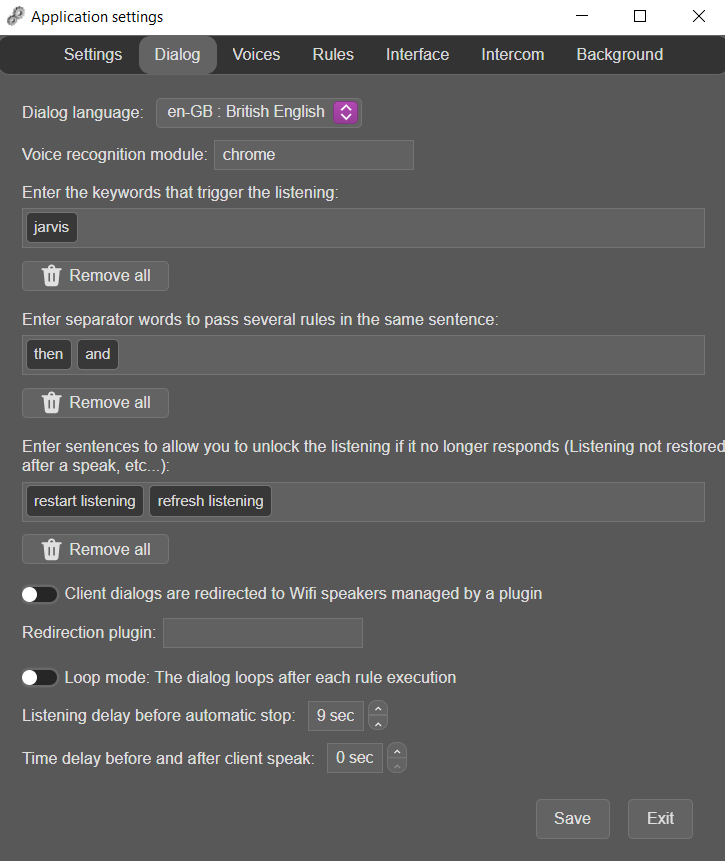 Application settings
Settings Dialog Voices Rules Interface Intercom Background
Dialog language: en-GB : British English
Voice recognition module: chrome
Enter the keywords that trigger the listening:
jarvis
Remove all
Enter separator words to pass several rules in the same sentence:
then and
Remove all
Enter sentences to allow you to unlock the listening if it no longer responds (Listening not restored
after a speak, etc...):
restart listening refresh listening
Remove all
Client dialogs are redirected to Wifi speakers managed by a plugin
Redirection plugin:
Loop mode: The dialog loops after each rule execution
Listening delay before automatic stop: 9 sec
Time delay before and after client speak: 0 sec
Save Exit